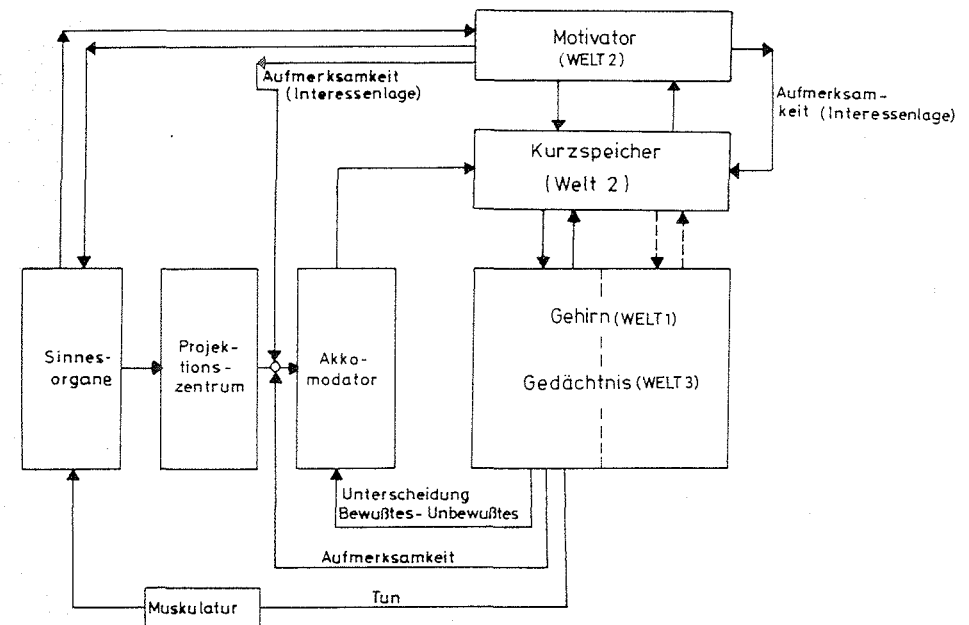 Motivator
(WELT 2)
Aufmerksamkeit
(Interessenlage)
Aufmerksam-
keit (Interessenlage)
Kurzspeicher
(Welt 2)
Sinnes-
organe
Projek-
tions-
zentrum
Akko-
modator
Gehirn (WELT 1)
Gedächtnis (WELT 3)
Unterscheidung
Bewußtes-Unbewußtes
Aufmerksamkeit
Tun
Muskulatur